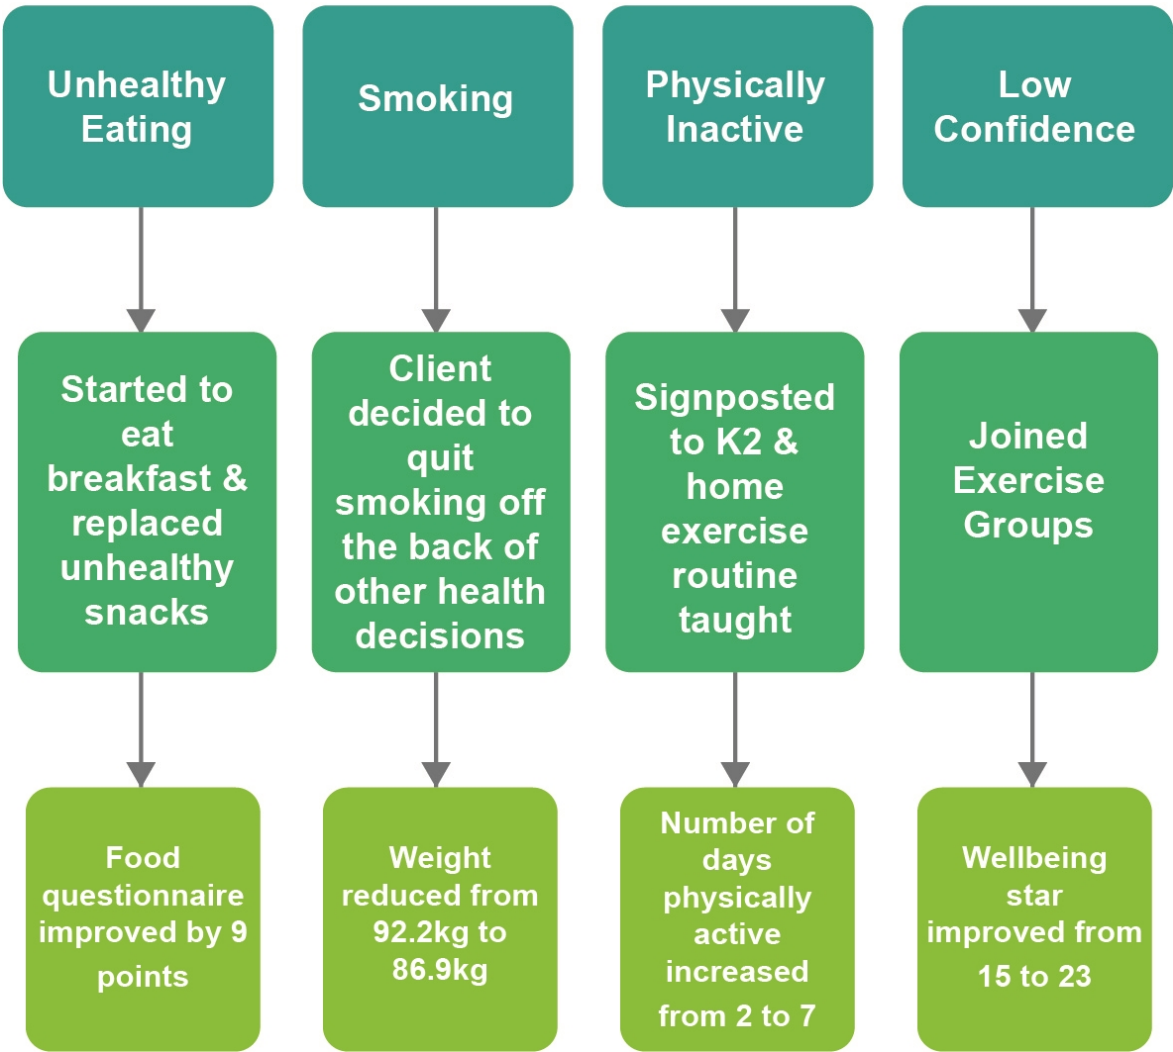 Unhealthy
Eating
Smoking
Physically
Inactive
Low
Confidence
Started to
eat
breakfast &
replaced
unhealthy
snacks
Client
decided to
quit
smoking off
the back of
other health
decisions
Signposted
to K2 &
home
exercise
routine
taught
Joined
Exercise
Groups
Food
questionnaire
improved by 9
points
Weight
reduced from
92.2kg to
86.9kg
Number of
days
physically
active
increased
from 2 to 7
Wellbeing
star
improved from
15 to 23